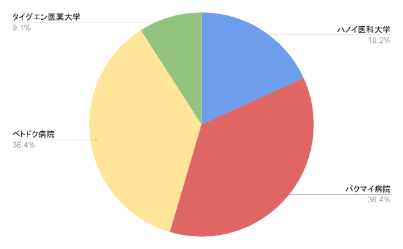 タイグエン医薬大学
9.1%
ハノイ医科大学
18.2%
ベトドク病院
36.4%
バクマイ病院
36.4%